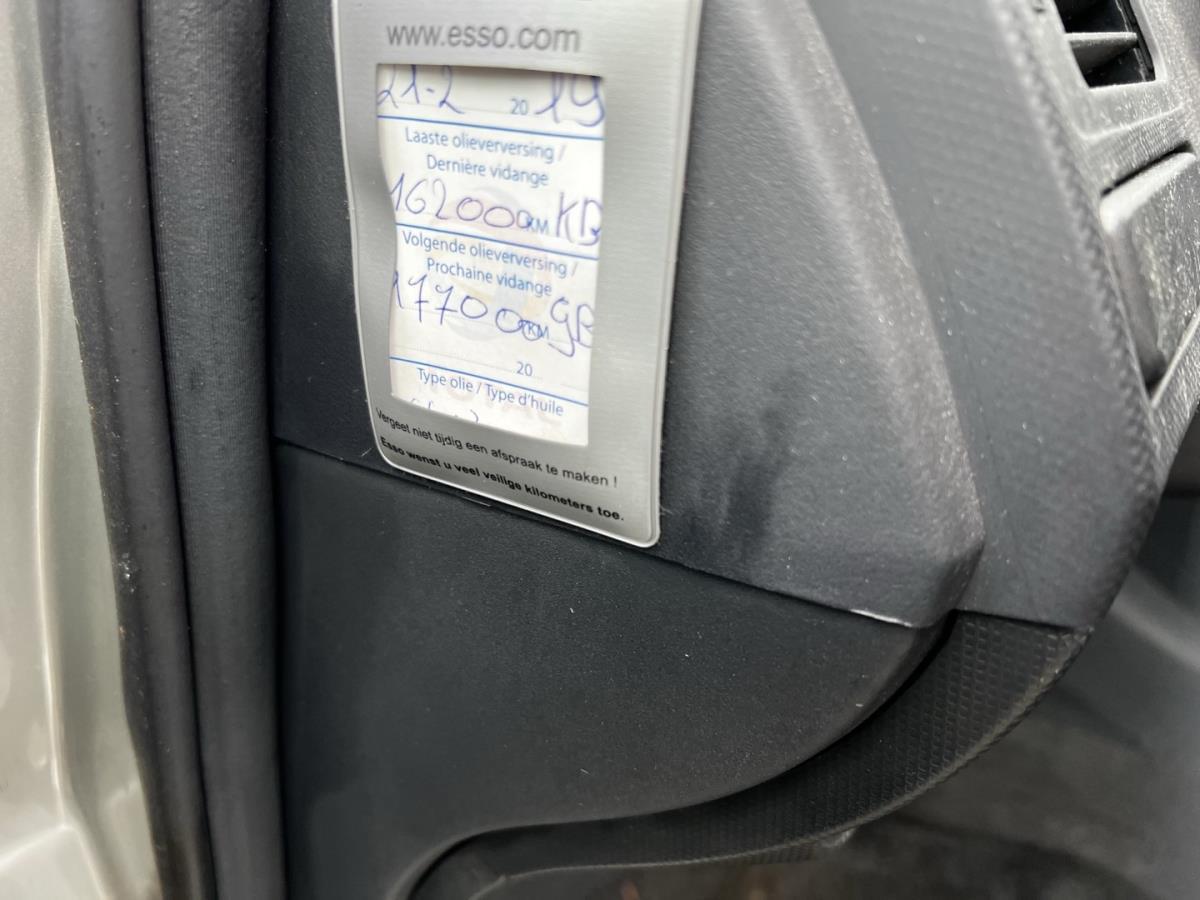 www.esso.com
21-2 2019
Laaste olieverversing /
Dernière vidange
162000 KM KB
Volgende olieverversing /
Prochaine vidange
177000 KM GB
20
Type olie / Type d'huile
Vergeet niet tijdig een afspraak te maken !
Esso wenst u veel veilige kilometers toe.